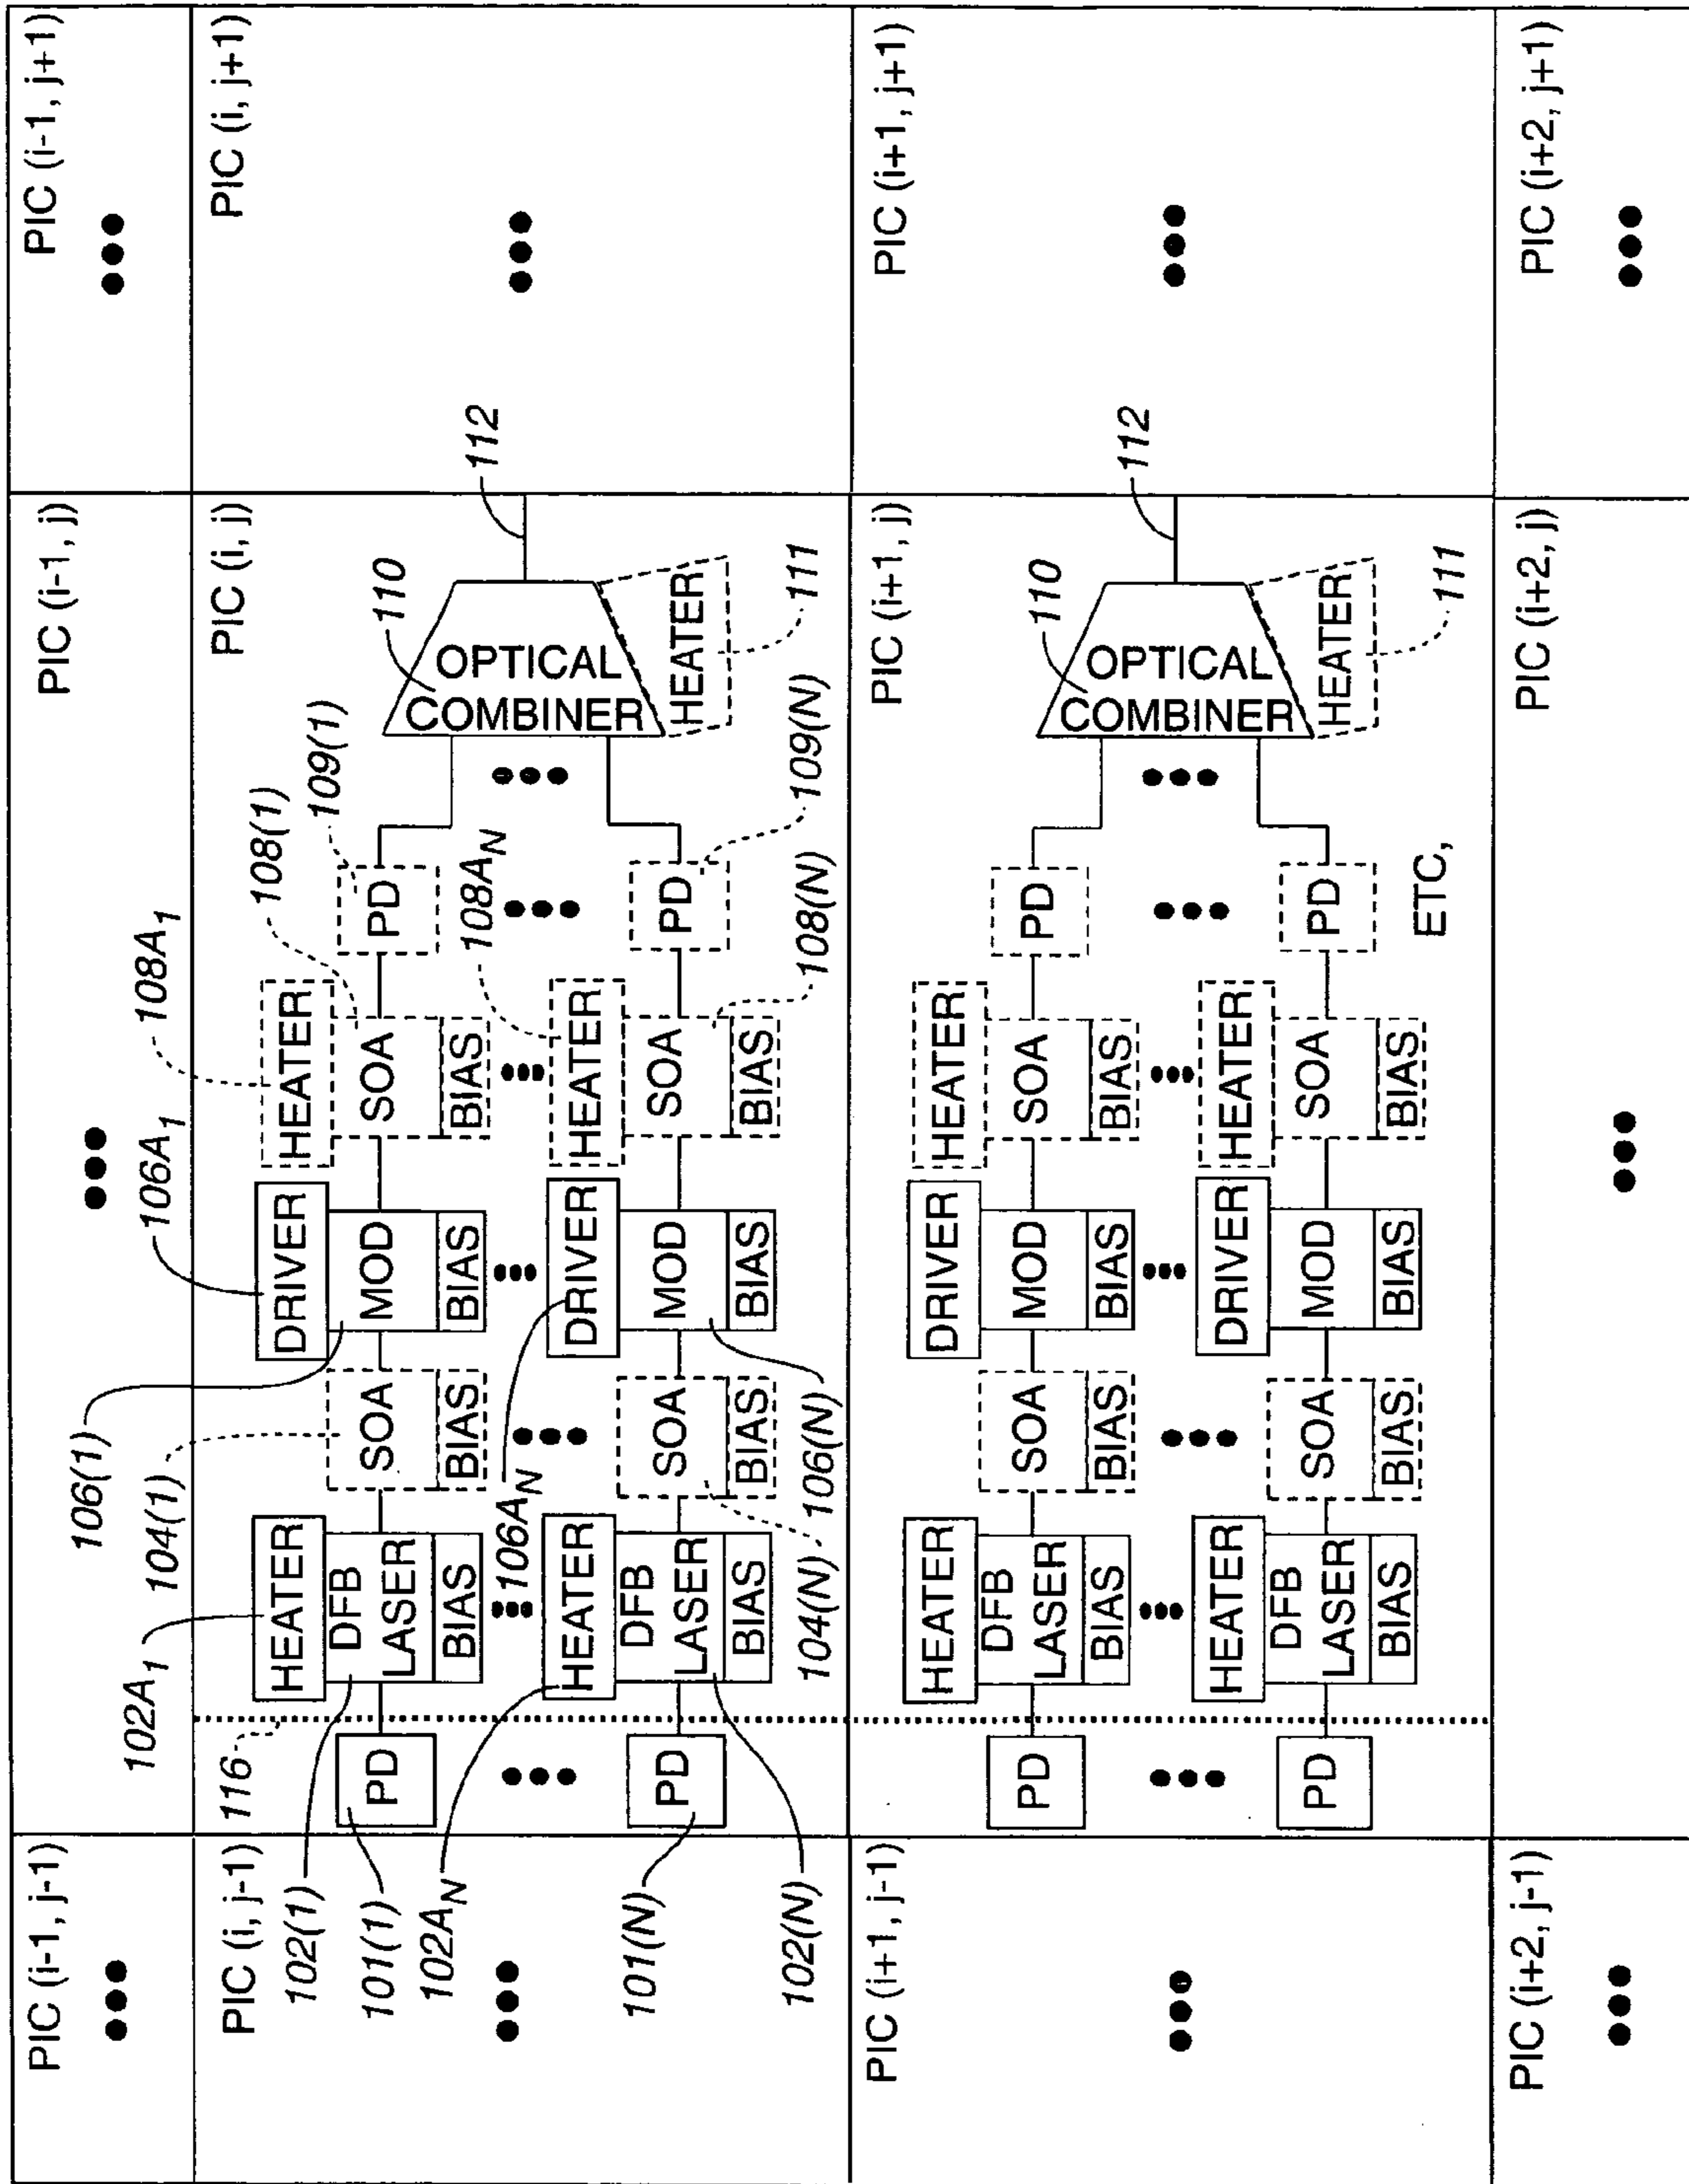 PIC (i-1, j-1)
PIC (i-1, j)
PIC (i-1, j+1)
106(1)
102A₁
104(1)
106A₁
108A₁
PIC (i, j-1)
116
PIC (i, j)
PIC (i, j+1)
108(1)
109(1)
102(1)
HEATER
DRIVER
HEATER
101(1)
PD
DFB LASER
SOA
MOD
SOA
PD
110
102A_N
BIAS
BIAS
BIAS
BIAS
108A_N
OPTICAL COMBINER
112
106A_N
HEATER
DRIVER
HEATER
HEATER
101(N)
PD
DFB LASER
SOA
MOD
SOA
PD
BIAS
BIAS
BIAS
BIAS
102(N)
104(N)
106(N)
108(N)
109(N)
111
PIC (i+1, j-1)
PIC (i+1, j)
PIC (i+1, j+1)
HEATER
DRIVER
HEATER
PD
DFB LASER
SOA
MOD
SOA
PD
110
BIAS
BIAS
BIAS
BIAS
OPTICAL COMBINER
112
HEATER
DRIVER
HEATER
HEATER
PD
DFB LASER
SOA
MOD
SOA
PD
BIAS
BIAS
BIAS
BIAS
ETC,
111
PIC (i+2, j-1)
PIC (i+2, j)
PIC (i+2, j+1)